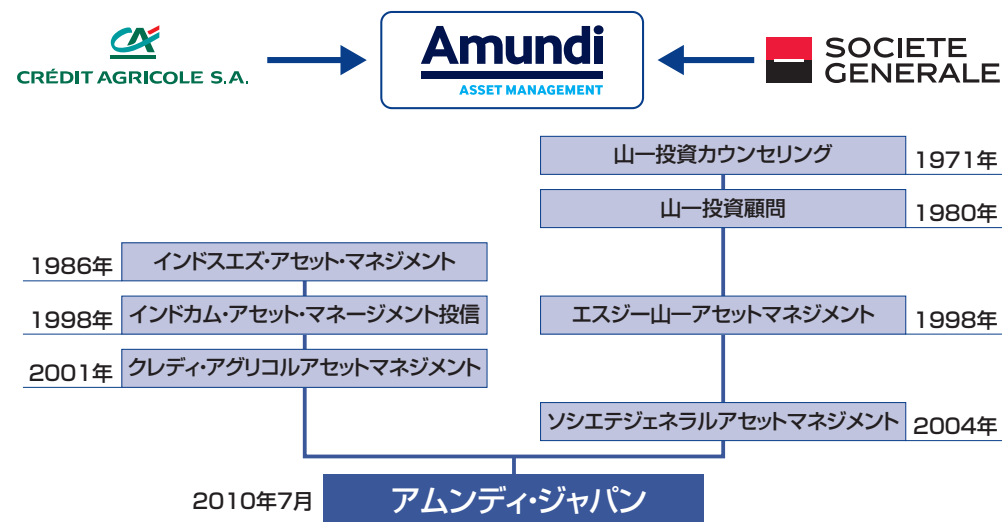 CRÉDIT AGRICOLE S.A.
Amundi
ASSET MANAGEMENT
SOCIETE
GENERALE
山一投資カウンセリング 1971年
山一投資顧問 1980年
1986年 インドスエズ・アセット・マネジメント
1998年 インドカム・アセット・マネージメント投信 エスジー山一アセットマネジメント 1998年
2001年 クレディ・アグリコルアセットマネジメント
ソシエテジェネラルアセットマネジメント 2004年
2010年7月 アムンディ・ジャパン